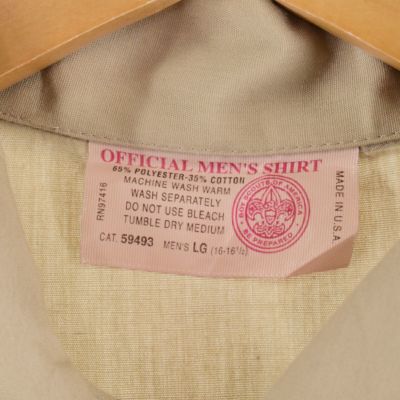 OFFICIAL MEN'S SHIRT
65% POLYESTER-35% COTTON
MACHINE WASH WARM
WASH SEPARATELY
DO NOT USE BLEACH
TUMBLE DRY MEDIUM
CAT. 59493 MEN'S LG (16-16½)
RN97416
BOY SCOUTS OF AMERICA
BE PREPARED
MADE IN U.S.A.